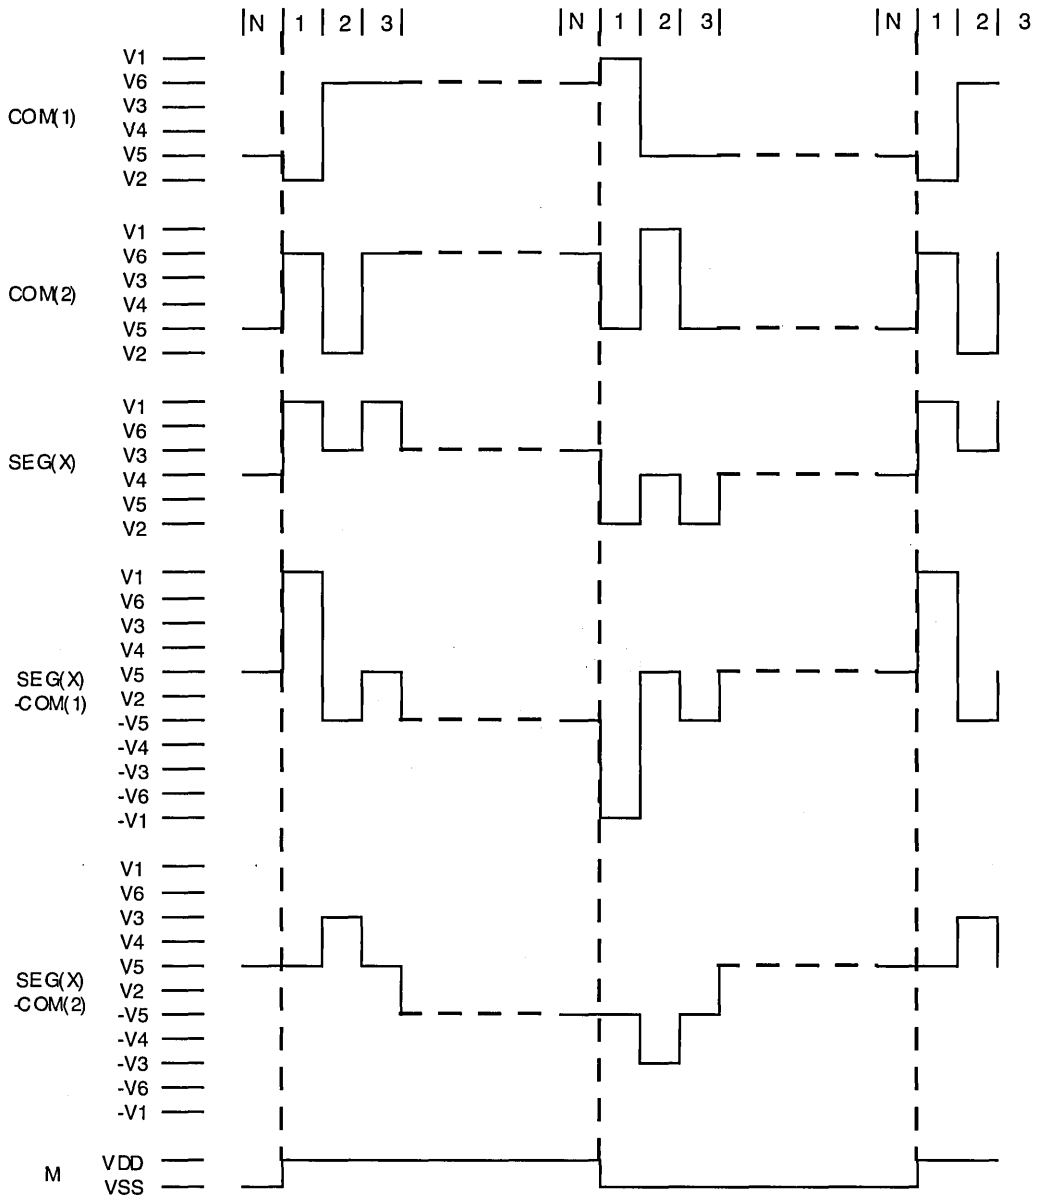 N 1 2 3 N 1 2 3 N 1 2 3
COM(1)
V1
V6
V3
V4
V5
V2
COM(2)
V1
V6
V3
V4
V5
V2
SEG(X)
V1
V6
V3
V4
V5
V2
SEG(X)
-COM(1)
V1
V6
V3
V4
V5
V2
-V5
-V4
-V3
-V6
-V1
SEG(X)
-COM(2)
V1
V6
V3
V4
V5
V2
-V5
-V4
-V3
-V6
-V1
M
VDD
VSS